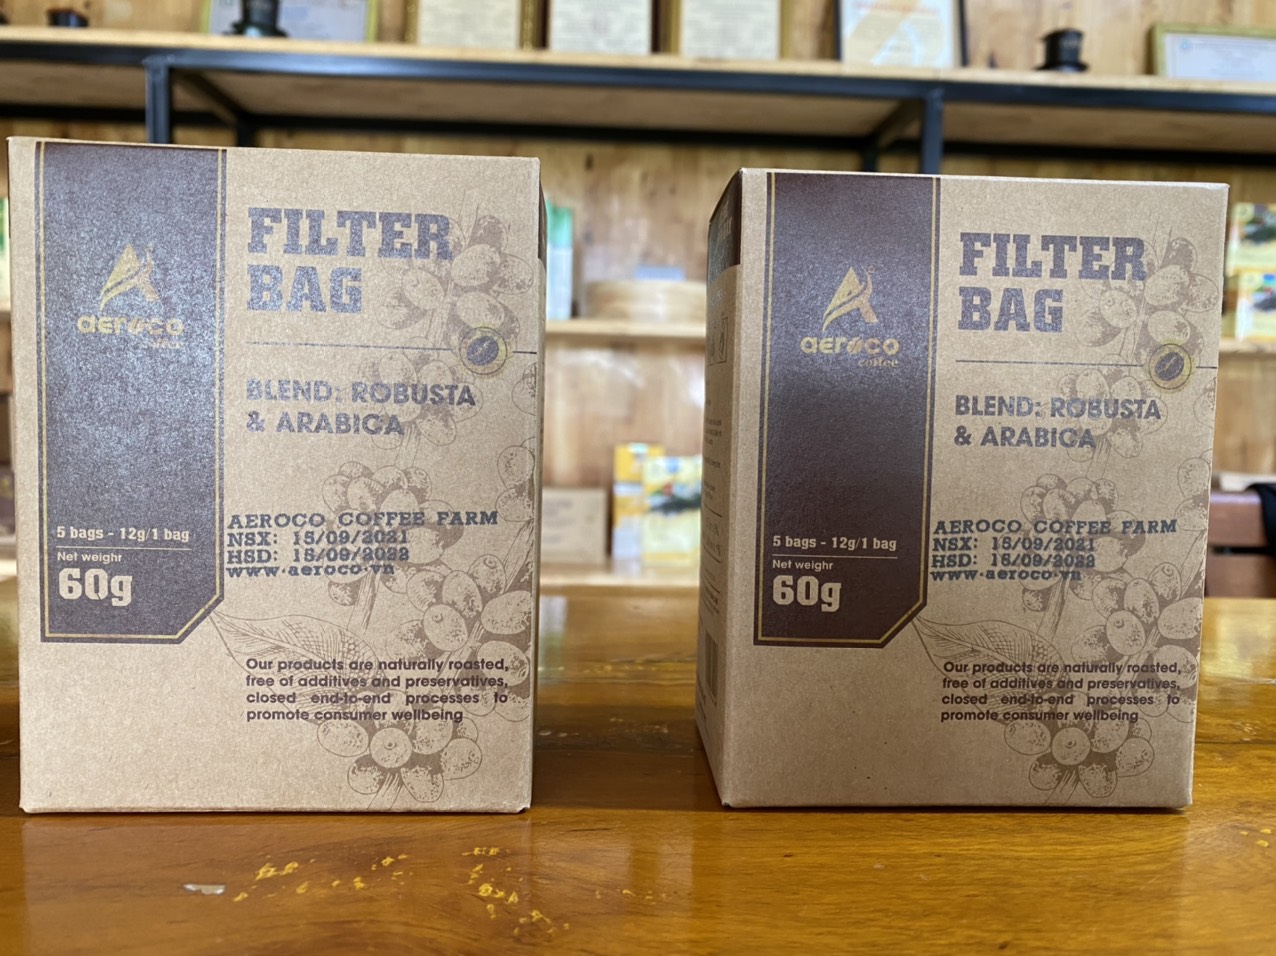 aeroco
FILTER
BAG
BLEND: ROBUSTA
& ARABICA
5 bags - 12g/1 bag
Net weighr
60g
AEROCO COFFEE FARM
NSX: 15/09/2021
HSD: 15/09/2022
www.aeroco.vn
Our products are naturally roasted,
free of additives and preservatives,
closed end-to-end processes to
promote consumer wellbeing
aeroco
coffee
FILTER
BAG
BLEND: ROBUSTA
& ARABICA
5 bags - 12g/1 bag
Net weighr
60g
AEROCO COFFEE FARM
NSX: 15/09/2021
HSD: 15/09/2022
www.aeroco.vn
Our products are naturally roasted,
free of additives and preservatives,
closed end-to-end processes to
promote consumer wellbeing